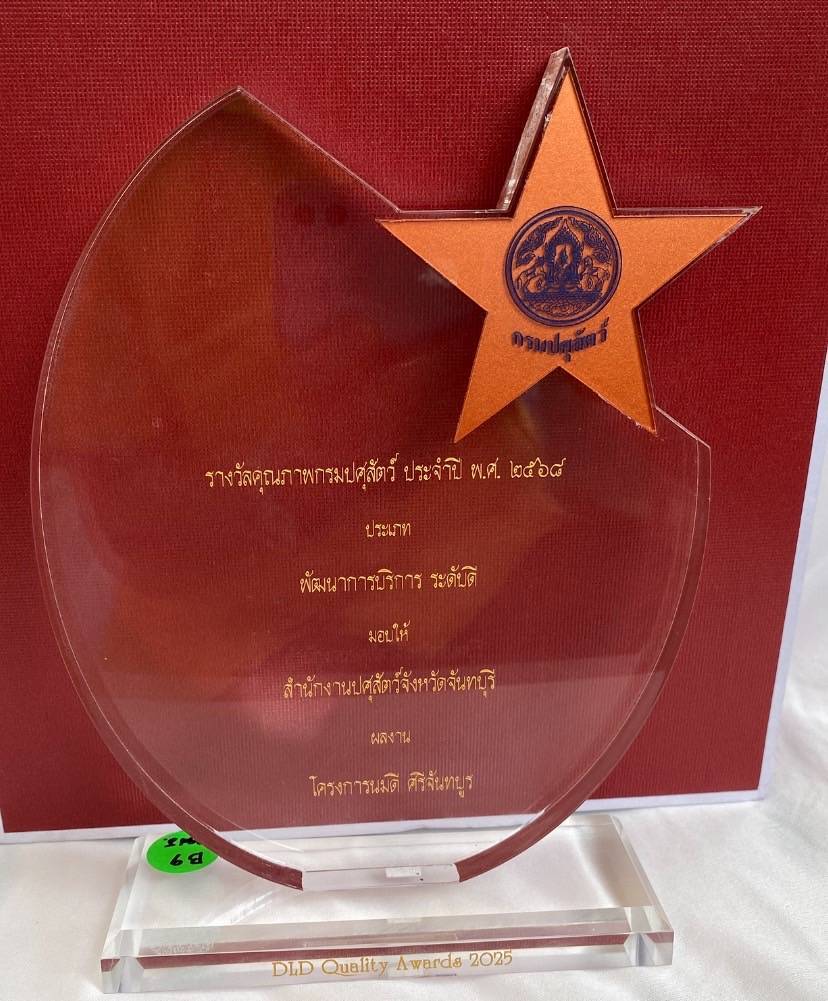 กรมปศุสัตว์
รางวัลคุณภาพกรมปศุสัตว์ ประจำปี พ.ศ. ๒๕๖๘
ประเภท
พัฒนาการบริการ ระดับดี
มอบให้
สำนักงานปศุสัตว์จังหวัดจันทบุรี
ผลงาน
โครงการนมดี ศรีจันทบูร
B9
DLD Quality Awards 2025